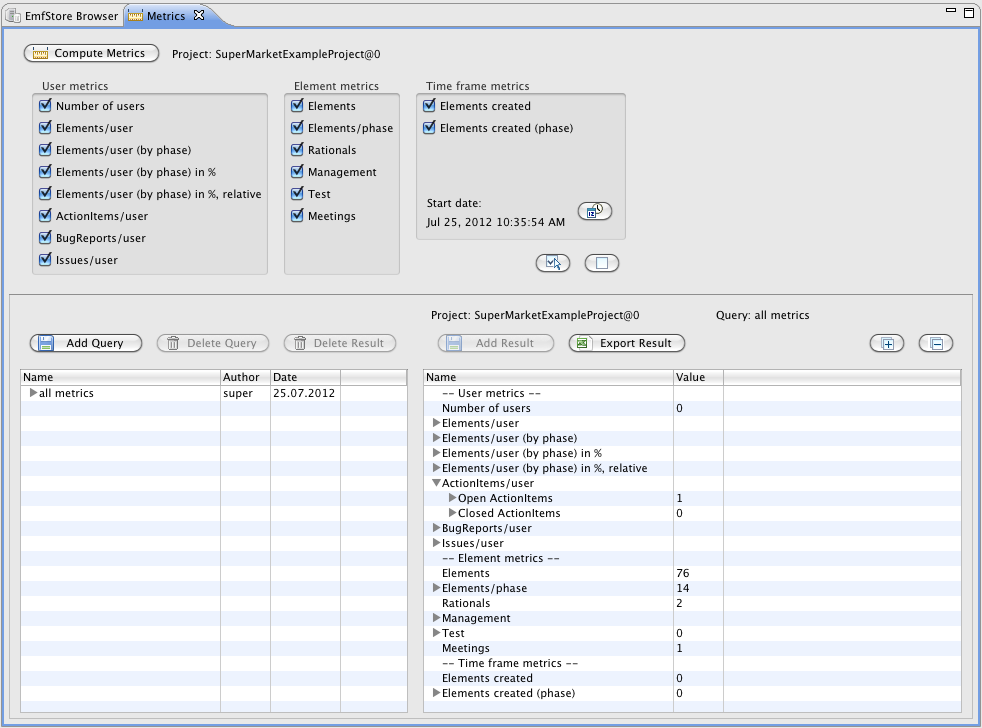 EmfStore Browser Metrics
Compute Metrics Project: SuperMarketExampleProject@0
User metrics
Number of users
Elements/user
Elements/user (by phase)
Elements/user (by phase) in %
Elements/user (by phase) in %, relative
ActionItems/user
BugReports/user
Issues/user
Element metrics
Elements
Elements/phase
Rationals
Management
Test
Meetings
Time frame metrics
Elements created
Elements created (phase)
Start date:
Jul 25, 2012 10:35:54 AM
Project: SuperMarketExampleProject@0 Query: all metrics
Add Query Delete Query Delete Result Add Result Export Result
Name Author Date
all metrics super 25.07.2012
Name Value
-- User metrics --
Number of users 0
Elements/user
Elements/user (by phase)
Elements/user (by phase) in %
Elements/user (by phase) in %, relative
ActionItems/user
Open ActionItems 1
Closed ActionItems 0
BugReports/user
Issues/user
-- Element metrics --
Elements 76
Elements/phase 14
Rationals 2
Management
Test 0
Meetings 1
-- Time frame metrics --
Elements created 0
Elements created (phase) 0